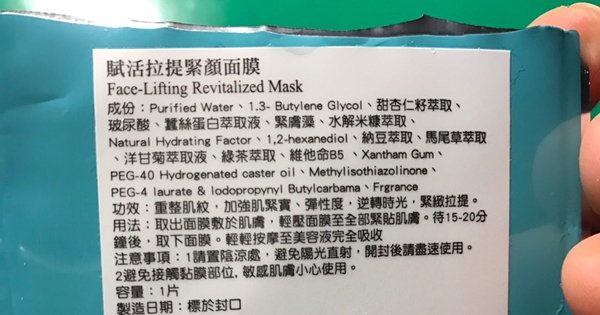 賦活拉提緊顏面膜
Face-Lifting Revitalized Mask
成份：Purified Water、1.3- Butylene Glycol、甜杏仁籽萃取、
玻尿酸、蠶絲蛋白萃取液、緊膚藻、水解米糠萃取、
Natural Hydrating Factor、1,2-hexanediol、納豆萃取、馬尾草萃取
、洋甘菊萃取液、綠茶萃取、維他命B5 、Xantham Gum、
PEG-40 Hydrogenated caster oil、Methylisothiazolinone、
PEG-4 laurate & lodopropynyl Butylcarbama、Frgrance
功效：重整肌紋，加強肌緊實、彈性度，逆轉時光，緊緻拉提。
用法：取出面膜敷於肌膚，輕壓面膜至全部緊貼肌膚。待15-20分
鐘後，取下面膜。輕輕按摩至美容液完全吸收
注意事項：1請置陰涼處，避免陽光直射，開封後請盡速使用。
2避免接觸黏膜部位, 敏感肌膚小心使用。
容量：1片
製造日期：標於封口